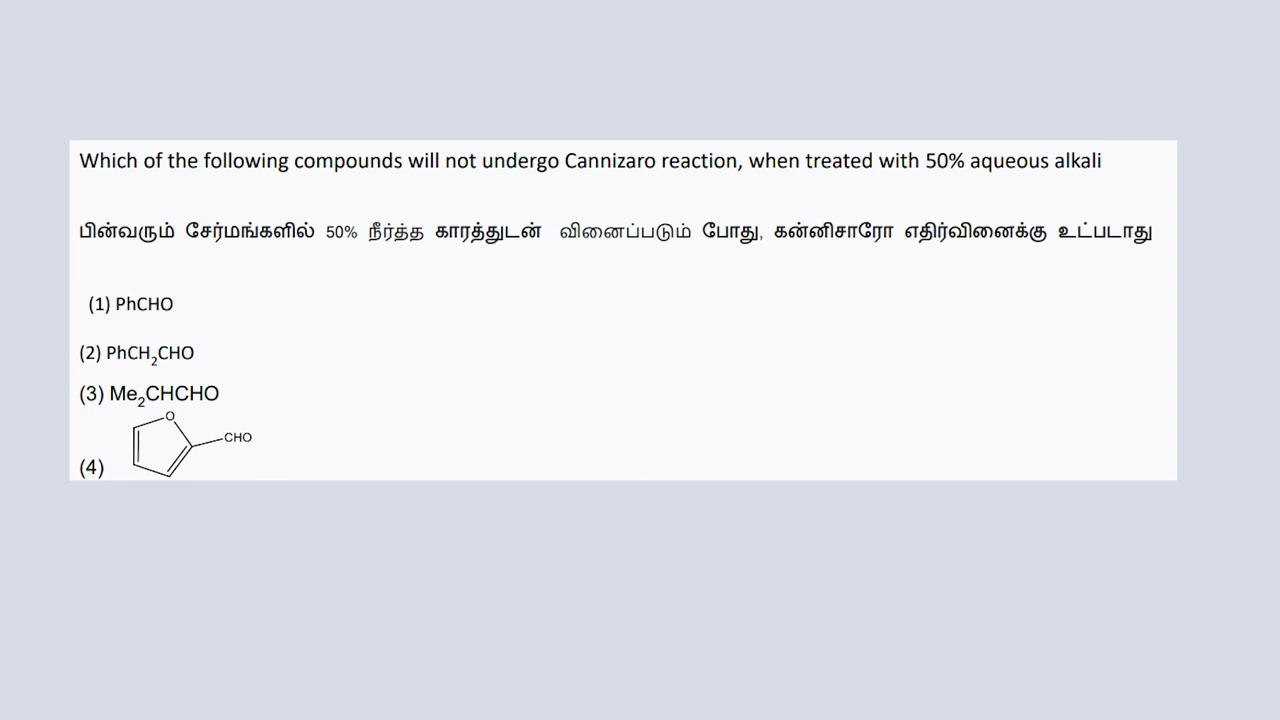 Which of the following compounds will not undergo Cannizaro reaction, when treated with 50% aqueous alkali
பின்வரும் சேர்மங்களில் 50% நீர்த்த காரத்துடன் வினைப்படும் போது, கன்னிசாரோ எதிர்வினைக்கு உட்படாது
(1) PhCHO
(2) PhCH₂CHO
(3) Me₂CHCHO
O
CHO
(4)